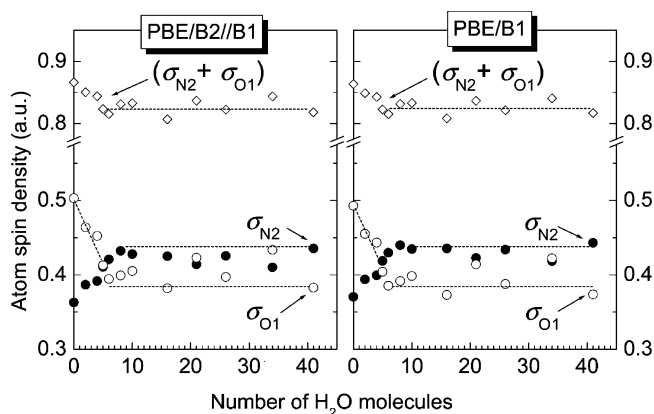 PBE/B2//B1
PBE/B1
(σN2 + σO1)
(σN2 + σO1)
0.9
0.8
0.5
0.4
0.3
Atom spin density (a.u.)
σN2
σO1
σN2
σO1
0 10 20 30 40
0 10 20 30 40
Number of H2O molecules